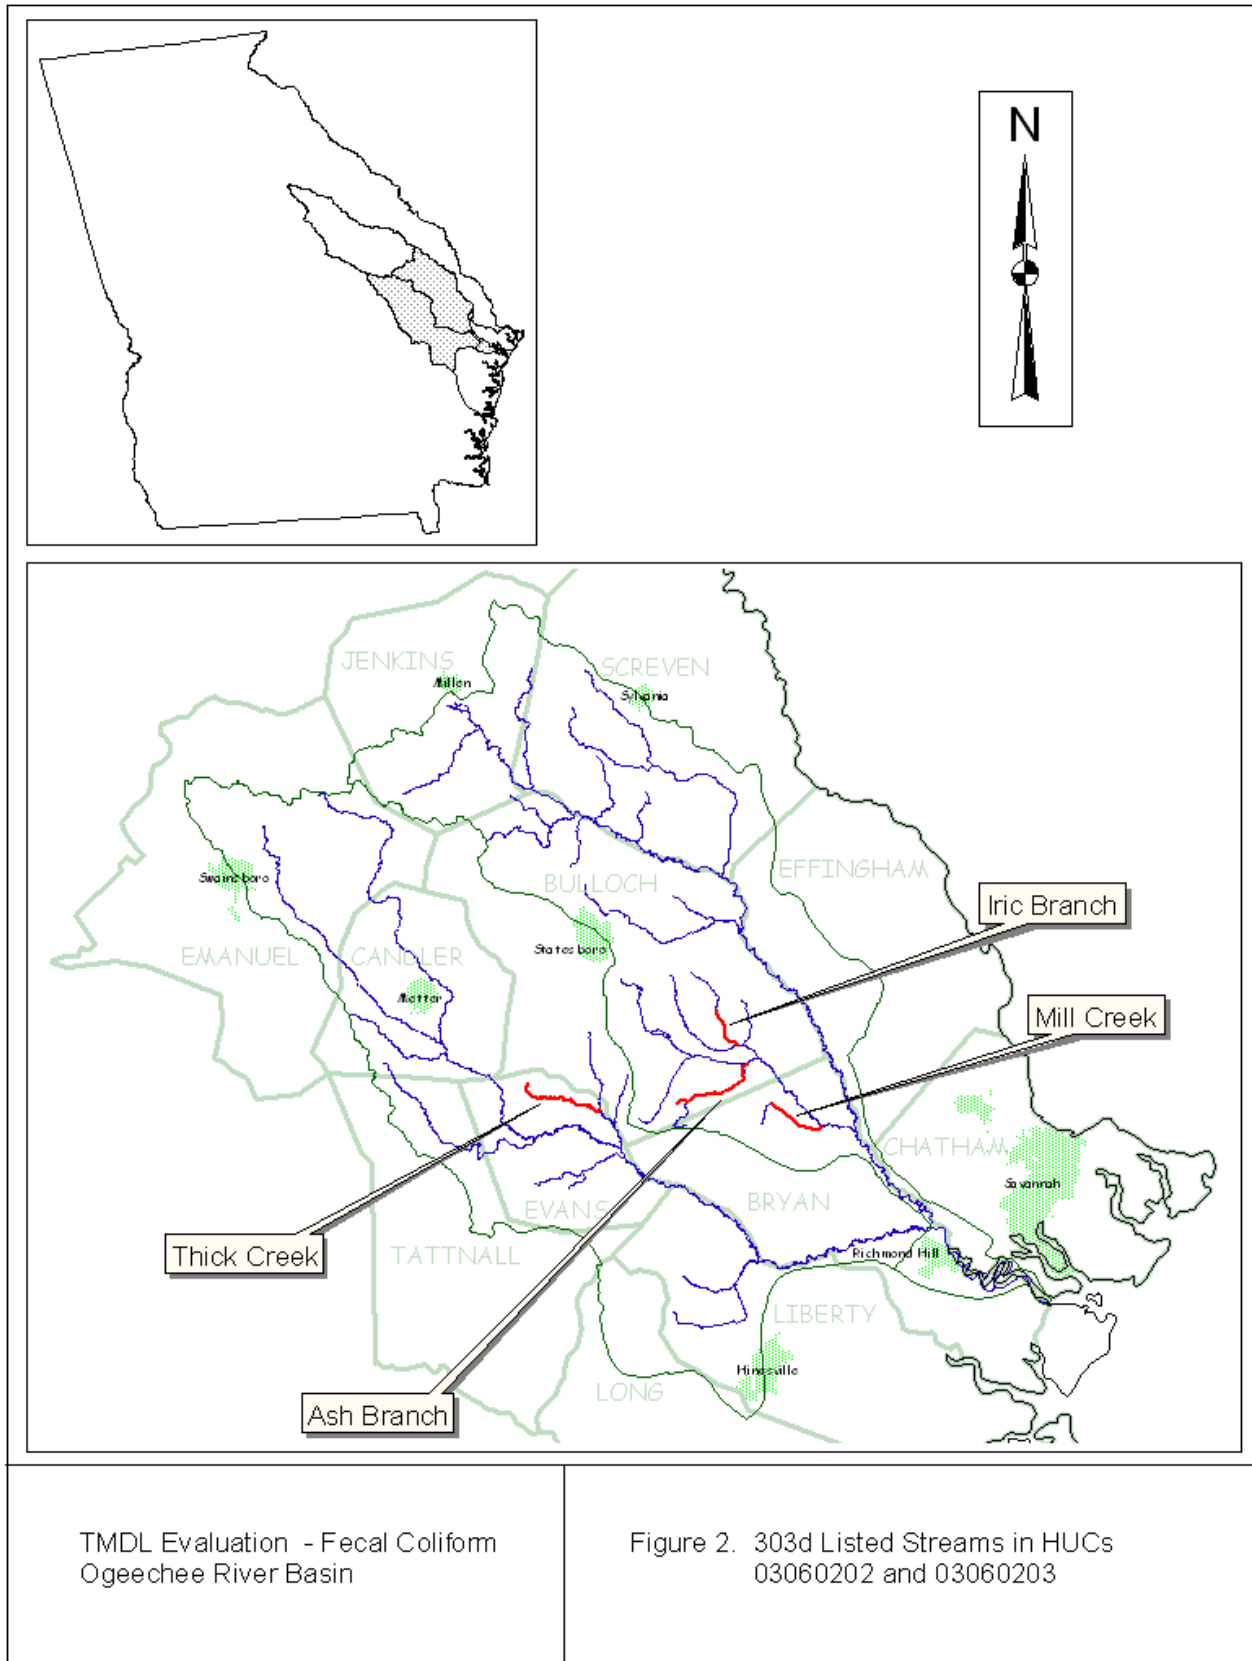 N
JENKINS
SCREVEN
Millen
Sylvania
EFFINGHAM
Swainsboro
BULLOCH
Iric Branch
Statesboro
EMANUEL
CANDLER
Metter
Mill Creek
CHATHAM
Savannah
EVANS
BRYAN
Thick Creek
TATTNALL
Richmond Hill
LIBERTY
Hinesville
LONG
Ash Branch
TMDL Evaluation - Fecal Coliform
Ogeechee River Basin
Figure 2. 303d Listed Streams in HUCs
03060202 and 03060203